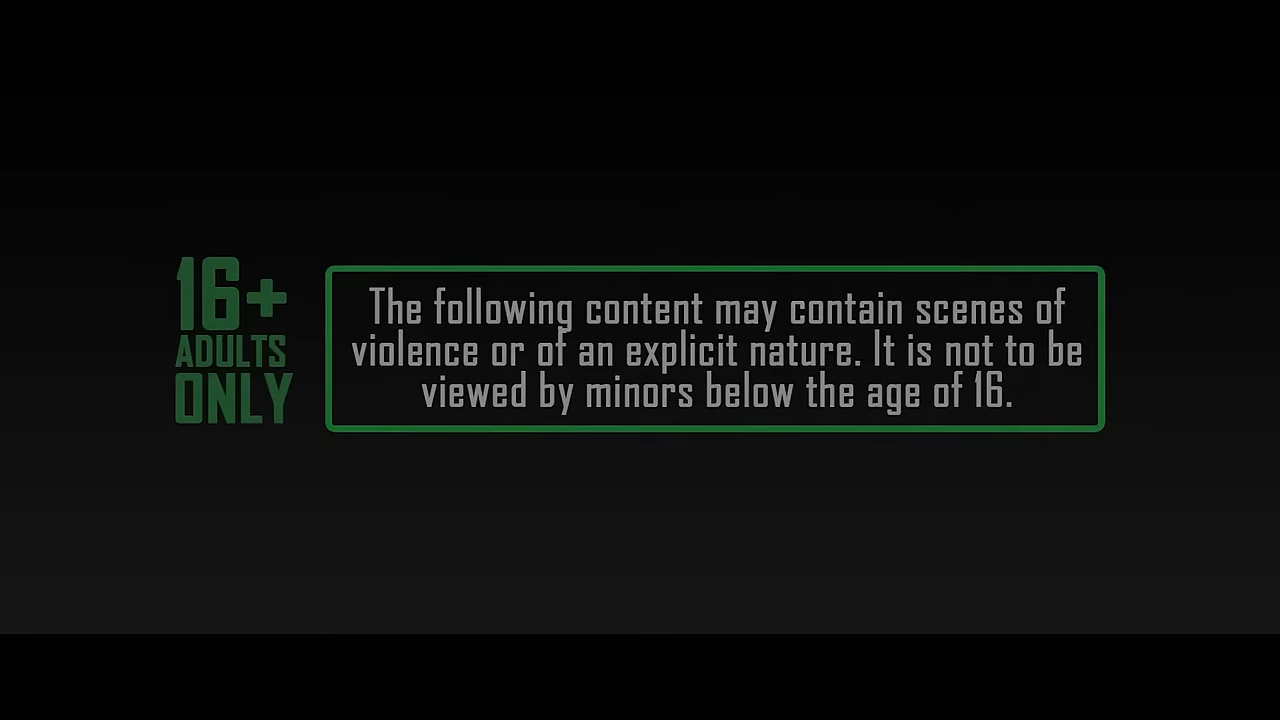 16+
ADULTS
ONLY
The following content may contain scenes of
violence or of an explicit nature. It is not to be
viewed by minors below the age of 16.